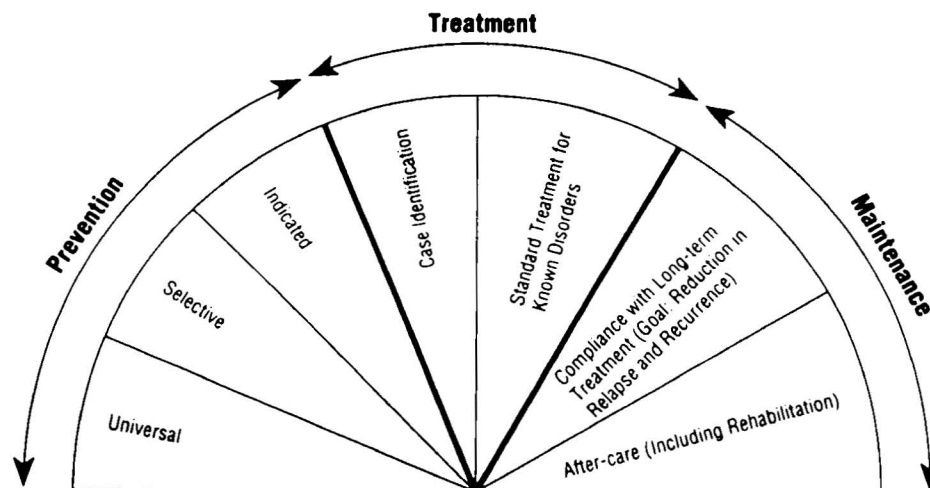 Treatment
Prevention
Maintenance
Universal
Selective
Indicated
Case Identification
Standard Treatment for
Known Disorders
Compliance with Long-term
Treatment (Goal: Reduction in
Relapse and Recurrence)
After-care (Including Rehabilitation)